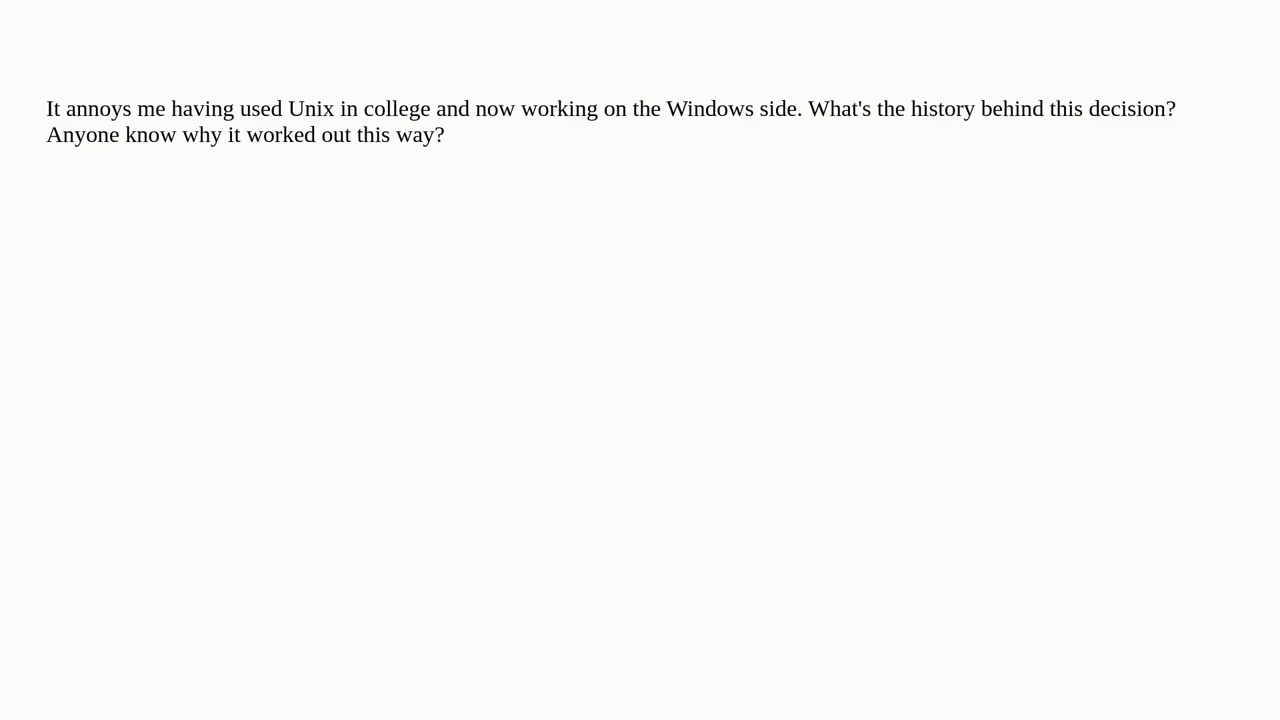 It annoys me having used Unix in college and now working on the Windows side. What's the history behind this decision?
Anyone know why it worked out this way?